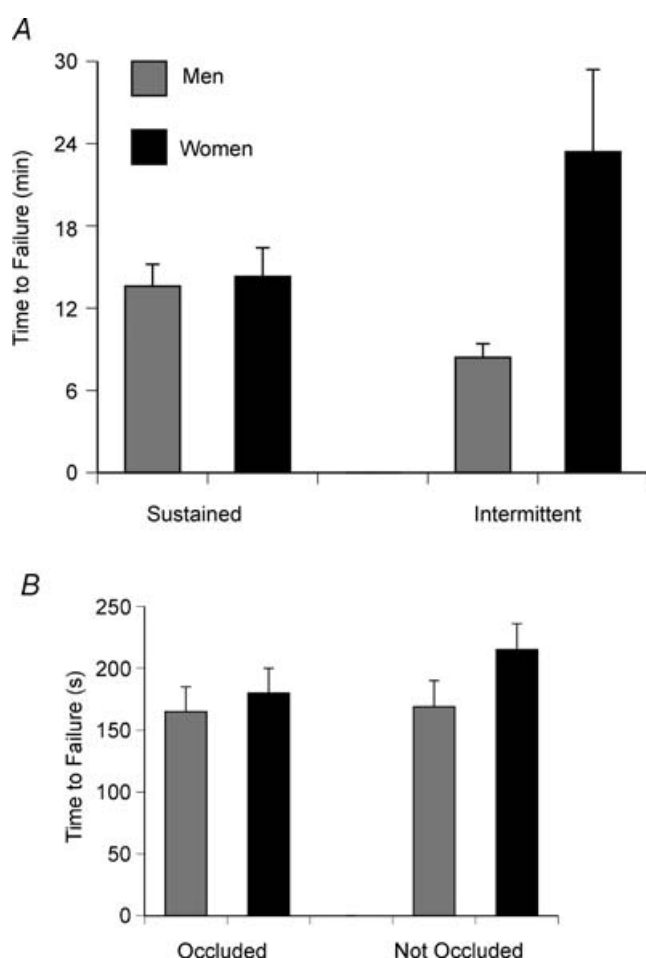 A
Time to Failure (min)
30
24
18
12
6
0
Men
Women
Sustained
Intermittent
B
Time to Failure (s)
250
200
150
100
50
0
Occluded
Not Occluded